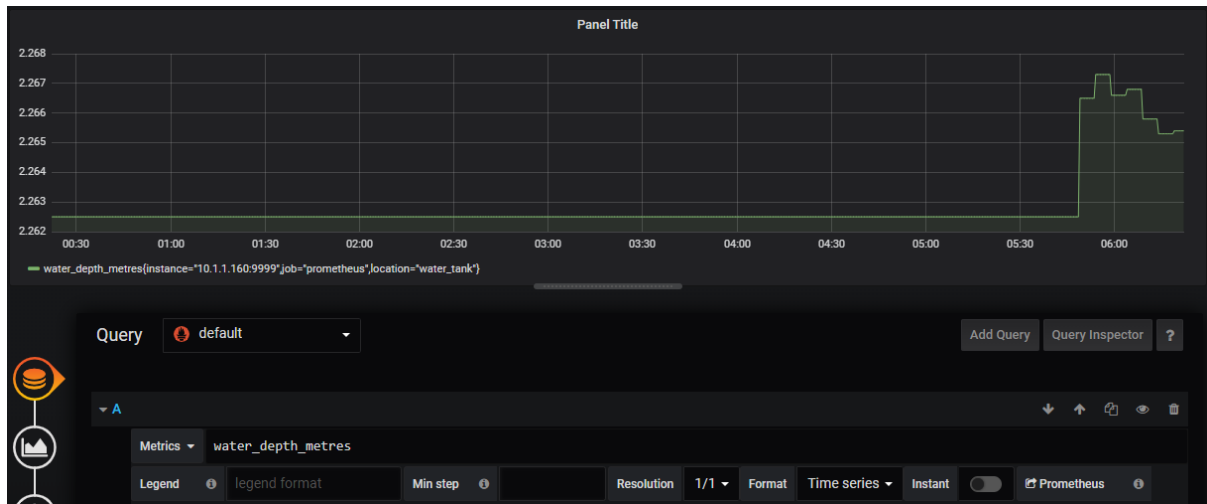 Panel Title
2.268
2.267
2.266
2.265
2.264
2.263
2.262
00:30 01:00 01:30 02:00 02:30 03:00 03:30 04:00 04:30 05:00 05:30 06:00
water_depth_metres{instance="10.1.1.160:9999",job="prometheus",location="water_tank"}
Query default Add Query Query Inspector ?
A
Metrics water_depth_metres
Legend legend format Min step Resolution 1/1 Format Time series Instant Prometheus